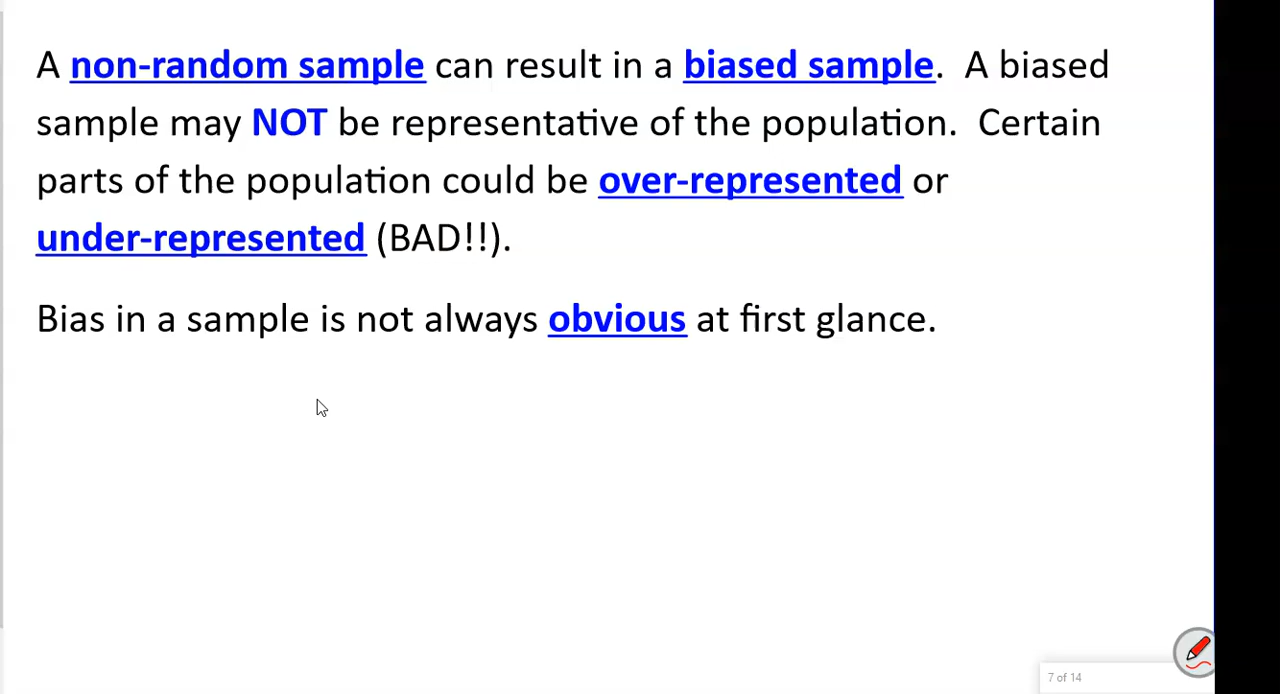 A non-random sample can result in a biased sample. A biased
sample may NOT be representative of the population. Certain
parts of the population could be over-represented or
under-represented (BAD!!).
Bias in a sample is not always obvious at first glance.
7 of 14